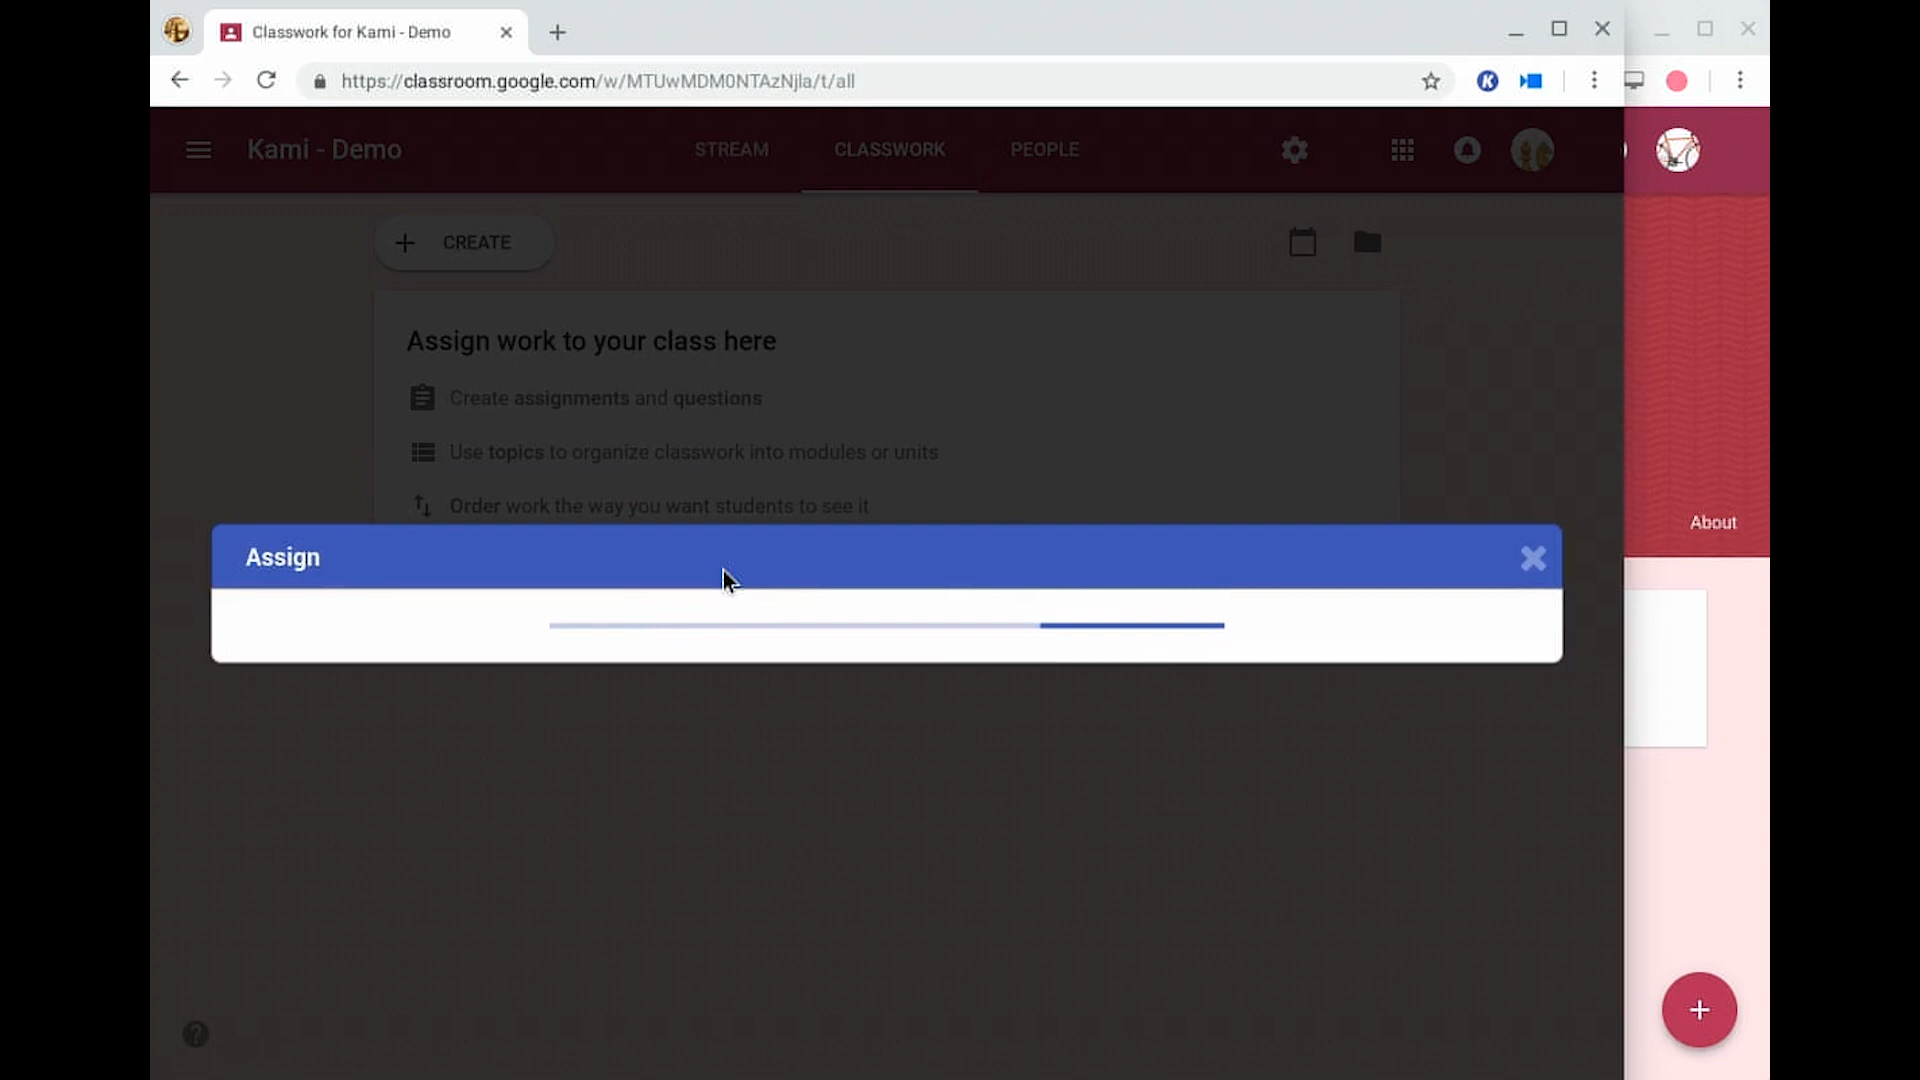 Classwork for Kami - Demo
https://classroom.google.com/w/MTUwMDM0NTAzNjla/t/all
Kami - Demo
STREAM
CLASSWORK
PEOPLE
CREATE
Assign work to your class here
Create assignments and questions
Use topics to organize classwork into modules or units
Order work the way you want students to see it
About
Assign